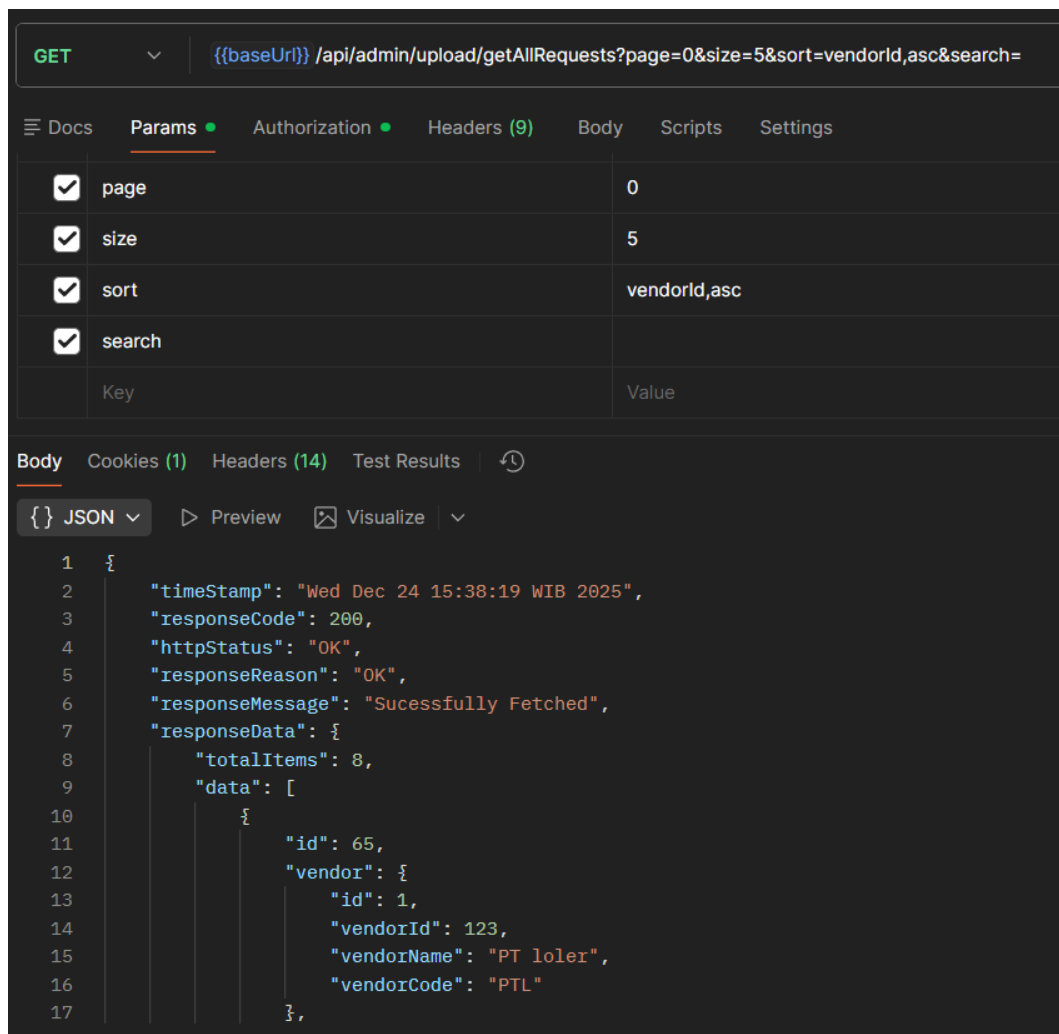 GET {{baseUrl}} /api/admin/upload/getAllRequests?page=0&size=5&sort=vendorId,asc&search=
Docs Params Authorization Headers (9) Body Scripts Settings
page 0
size 5
sort vendorId,asc
search
Key Value
Body Cookies (1) Headers (14) Test Results
{} JSON Preview Visualize
1 {
2 "timeStamp": "Wed Dec 24 15:38:19 WIB 2025",
3 "responseCode": 200,
4 "httpStatus": "OK",
5 "responseReason": "OK",
6 "responseMessage": "Sucessfully Fetched",
7 "responseData": {
8 "totalItems": 8,
9 "data": [
10 {
11 "id": 65,
12 "vendor": {
13 "id": 1,
14 "vendorId": 123,
15 "vendorName": "PT loler",
16 "vendorCode": "PTL"
17 },